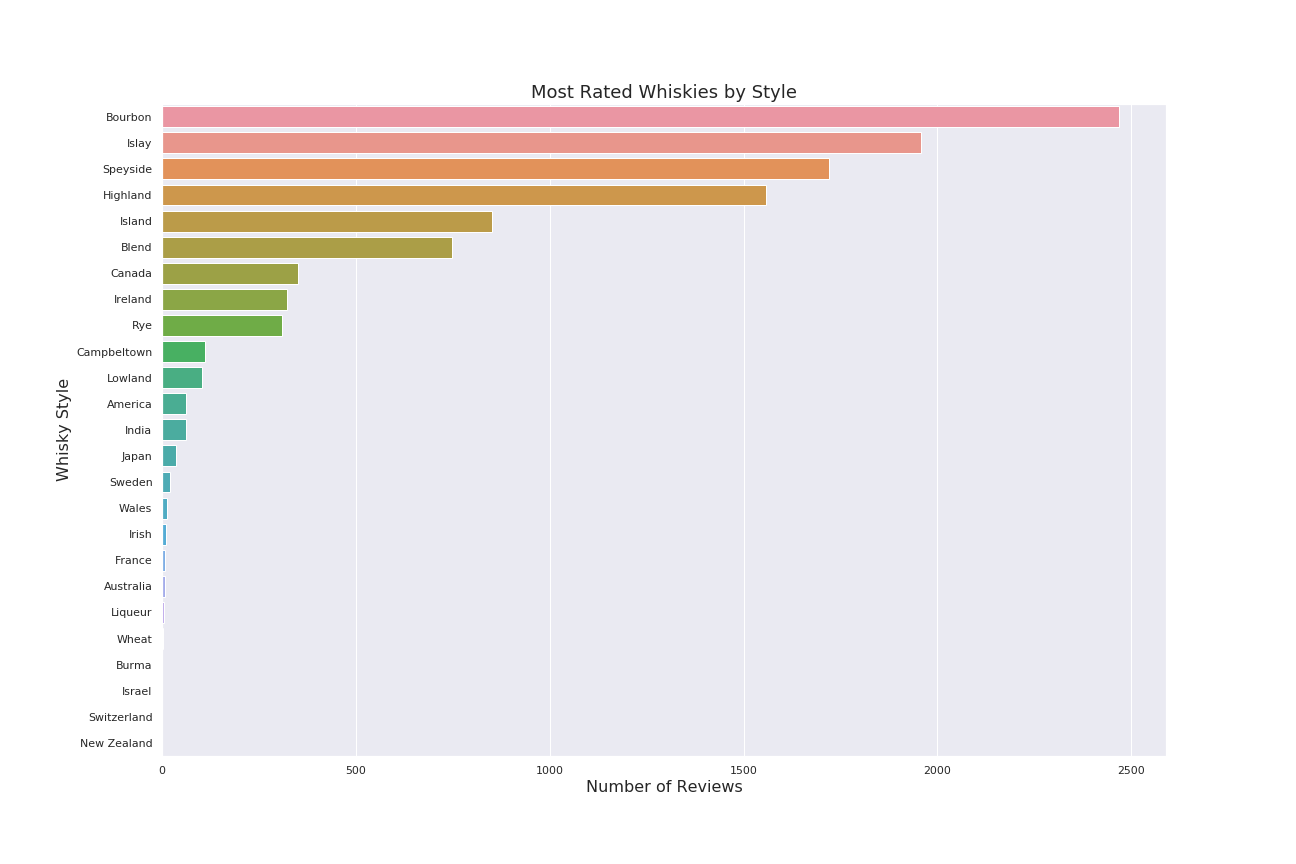 Most Rated Whiskies by Style
Whisky Style
Bourbon
Islay
Speyside
Highland
Island
Blend
Canada
Ireland
Rye
Campbeltown
Lowland
America
India
Japan
Sweden
Wales
Irish
France
Australia
Liqueur
Wheat
Burma
Israel
Switzerland
New Zealand
0 500 1000 1500 2000 2500
Number of Reviews